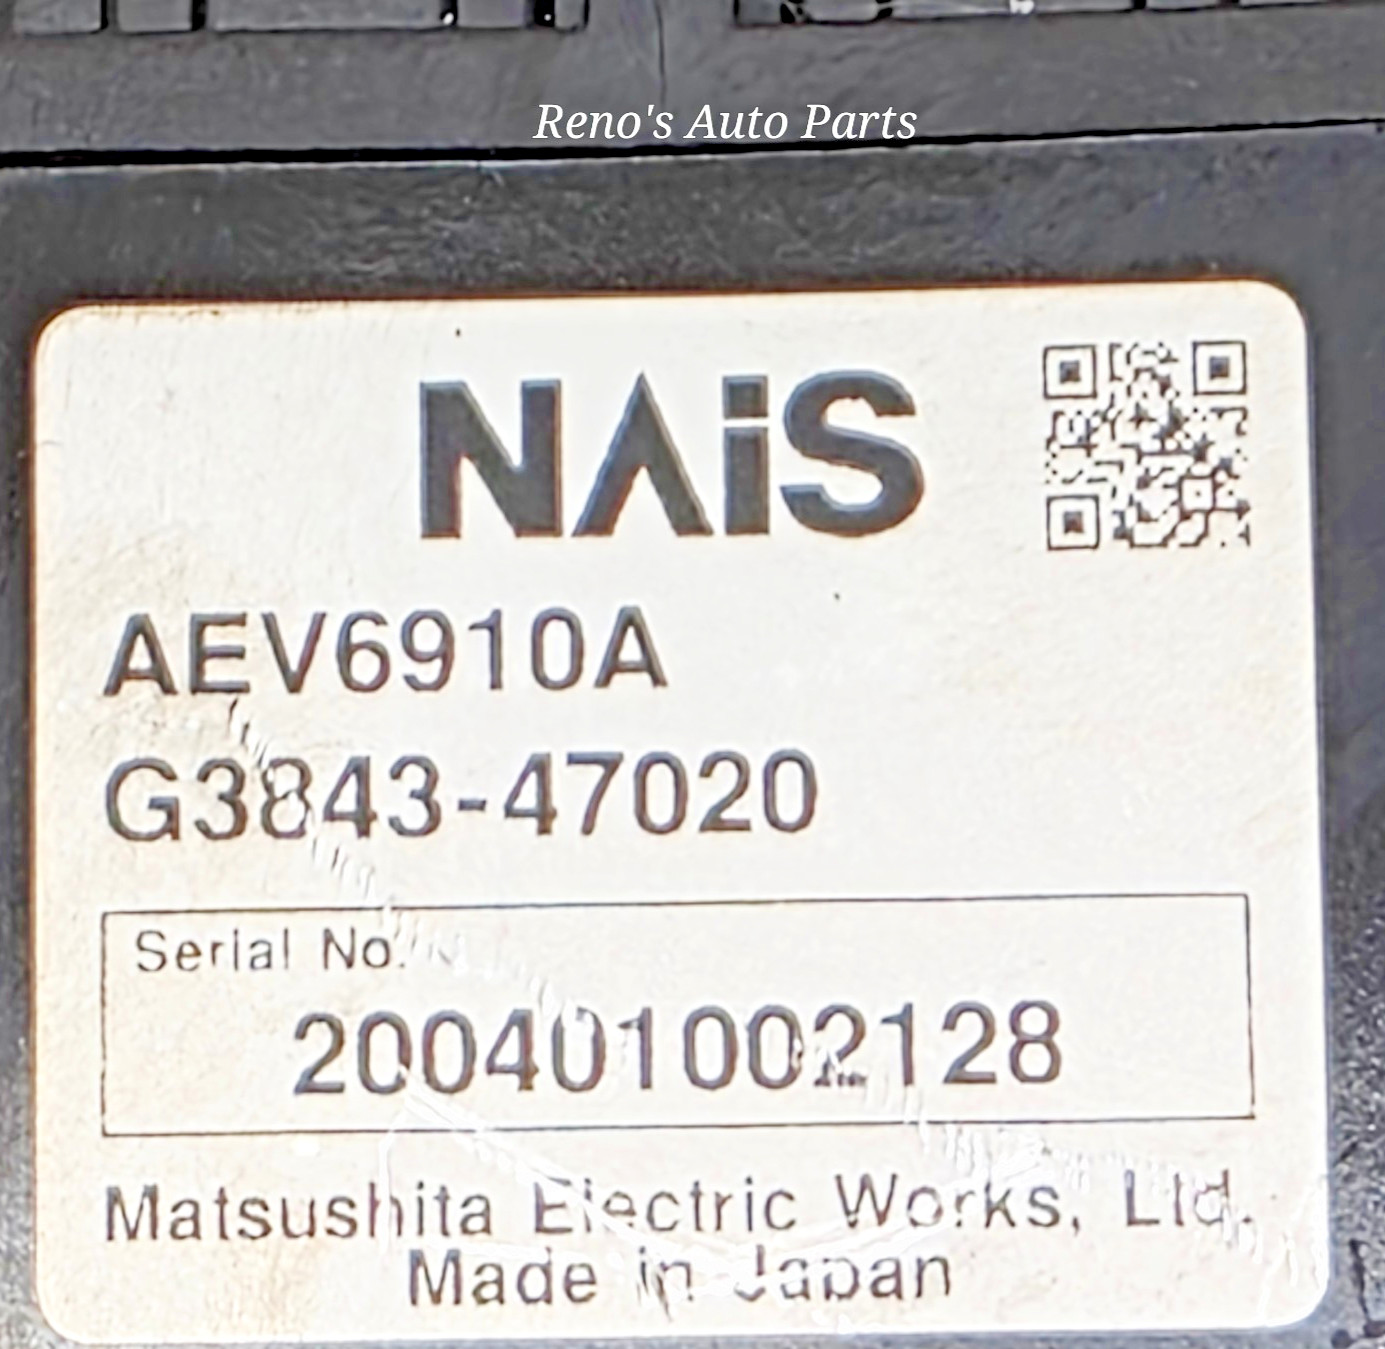 Reno's Auto Parts
NAiS
AEV6910A
G3843-47020
Serial No.
200401002128
Matsushita Electric Works, Ltd.
Made in Japan